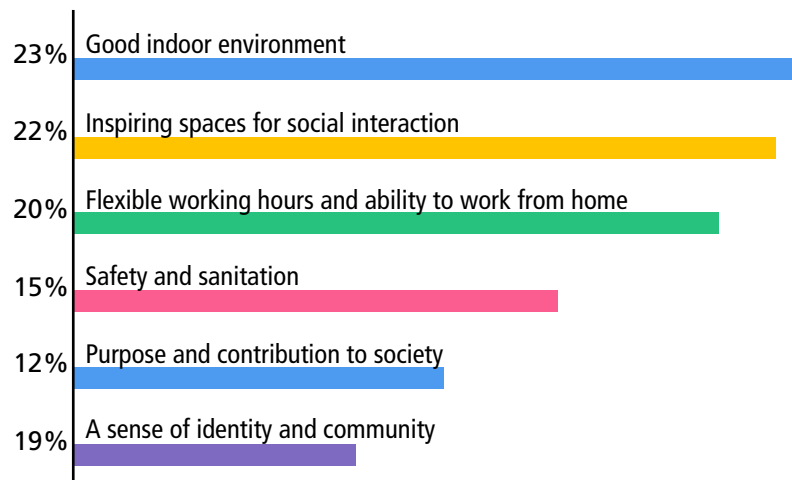 23% Good indoor environment
22% Inspiring spaces for social interaction
20% Flexible working hours and ability to work from home
15% Safety and sanitation
12% Purpose and contribution to society
19% A sense of identity and community